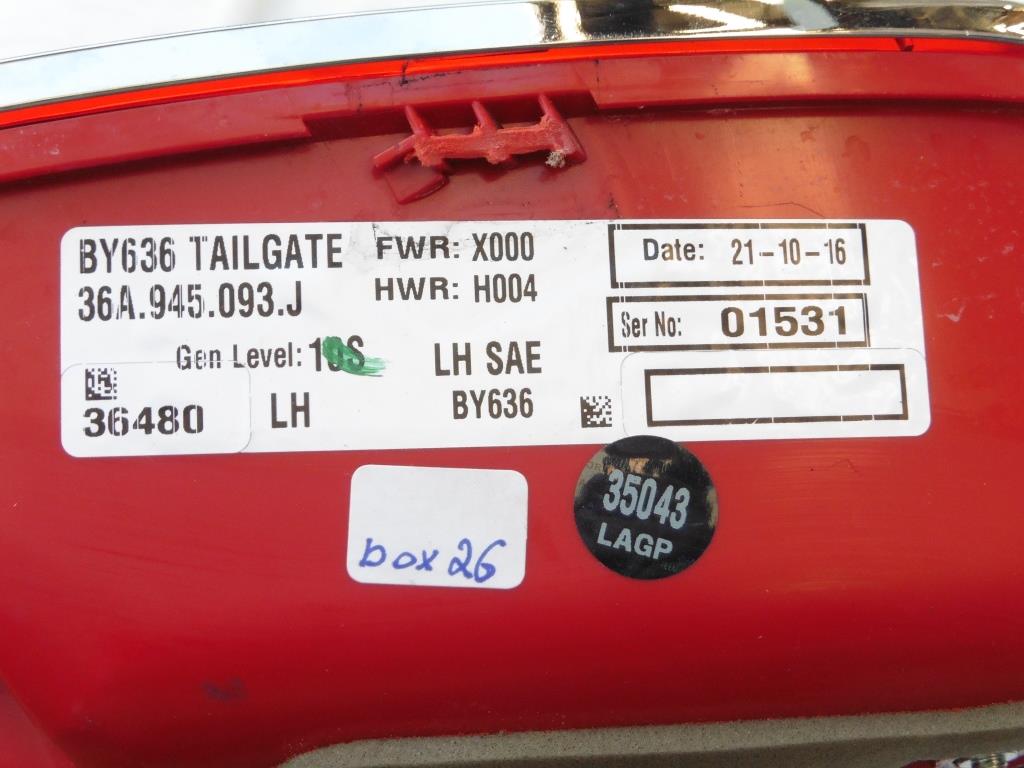 BY636 TAILGATE FWR: X000 Date: 21-10-16
36A.945.093.J HWR: H004 Ser No: 01531
Gen Level: LH SAE
36480 LH BY636
35043
LAGP
box 26